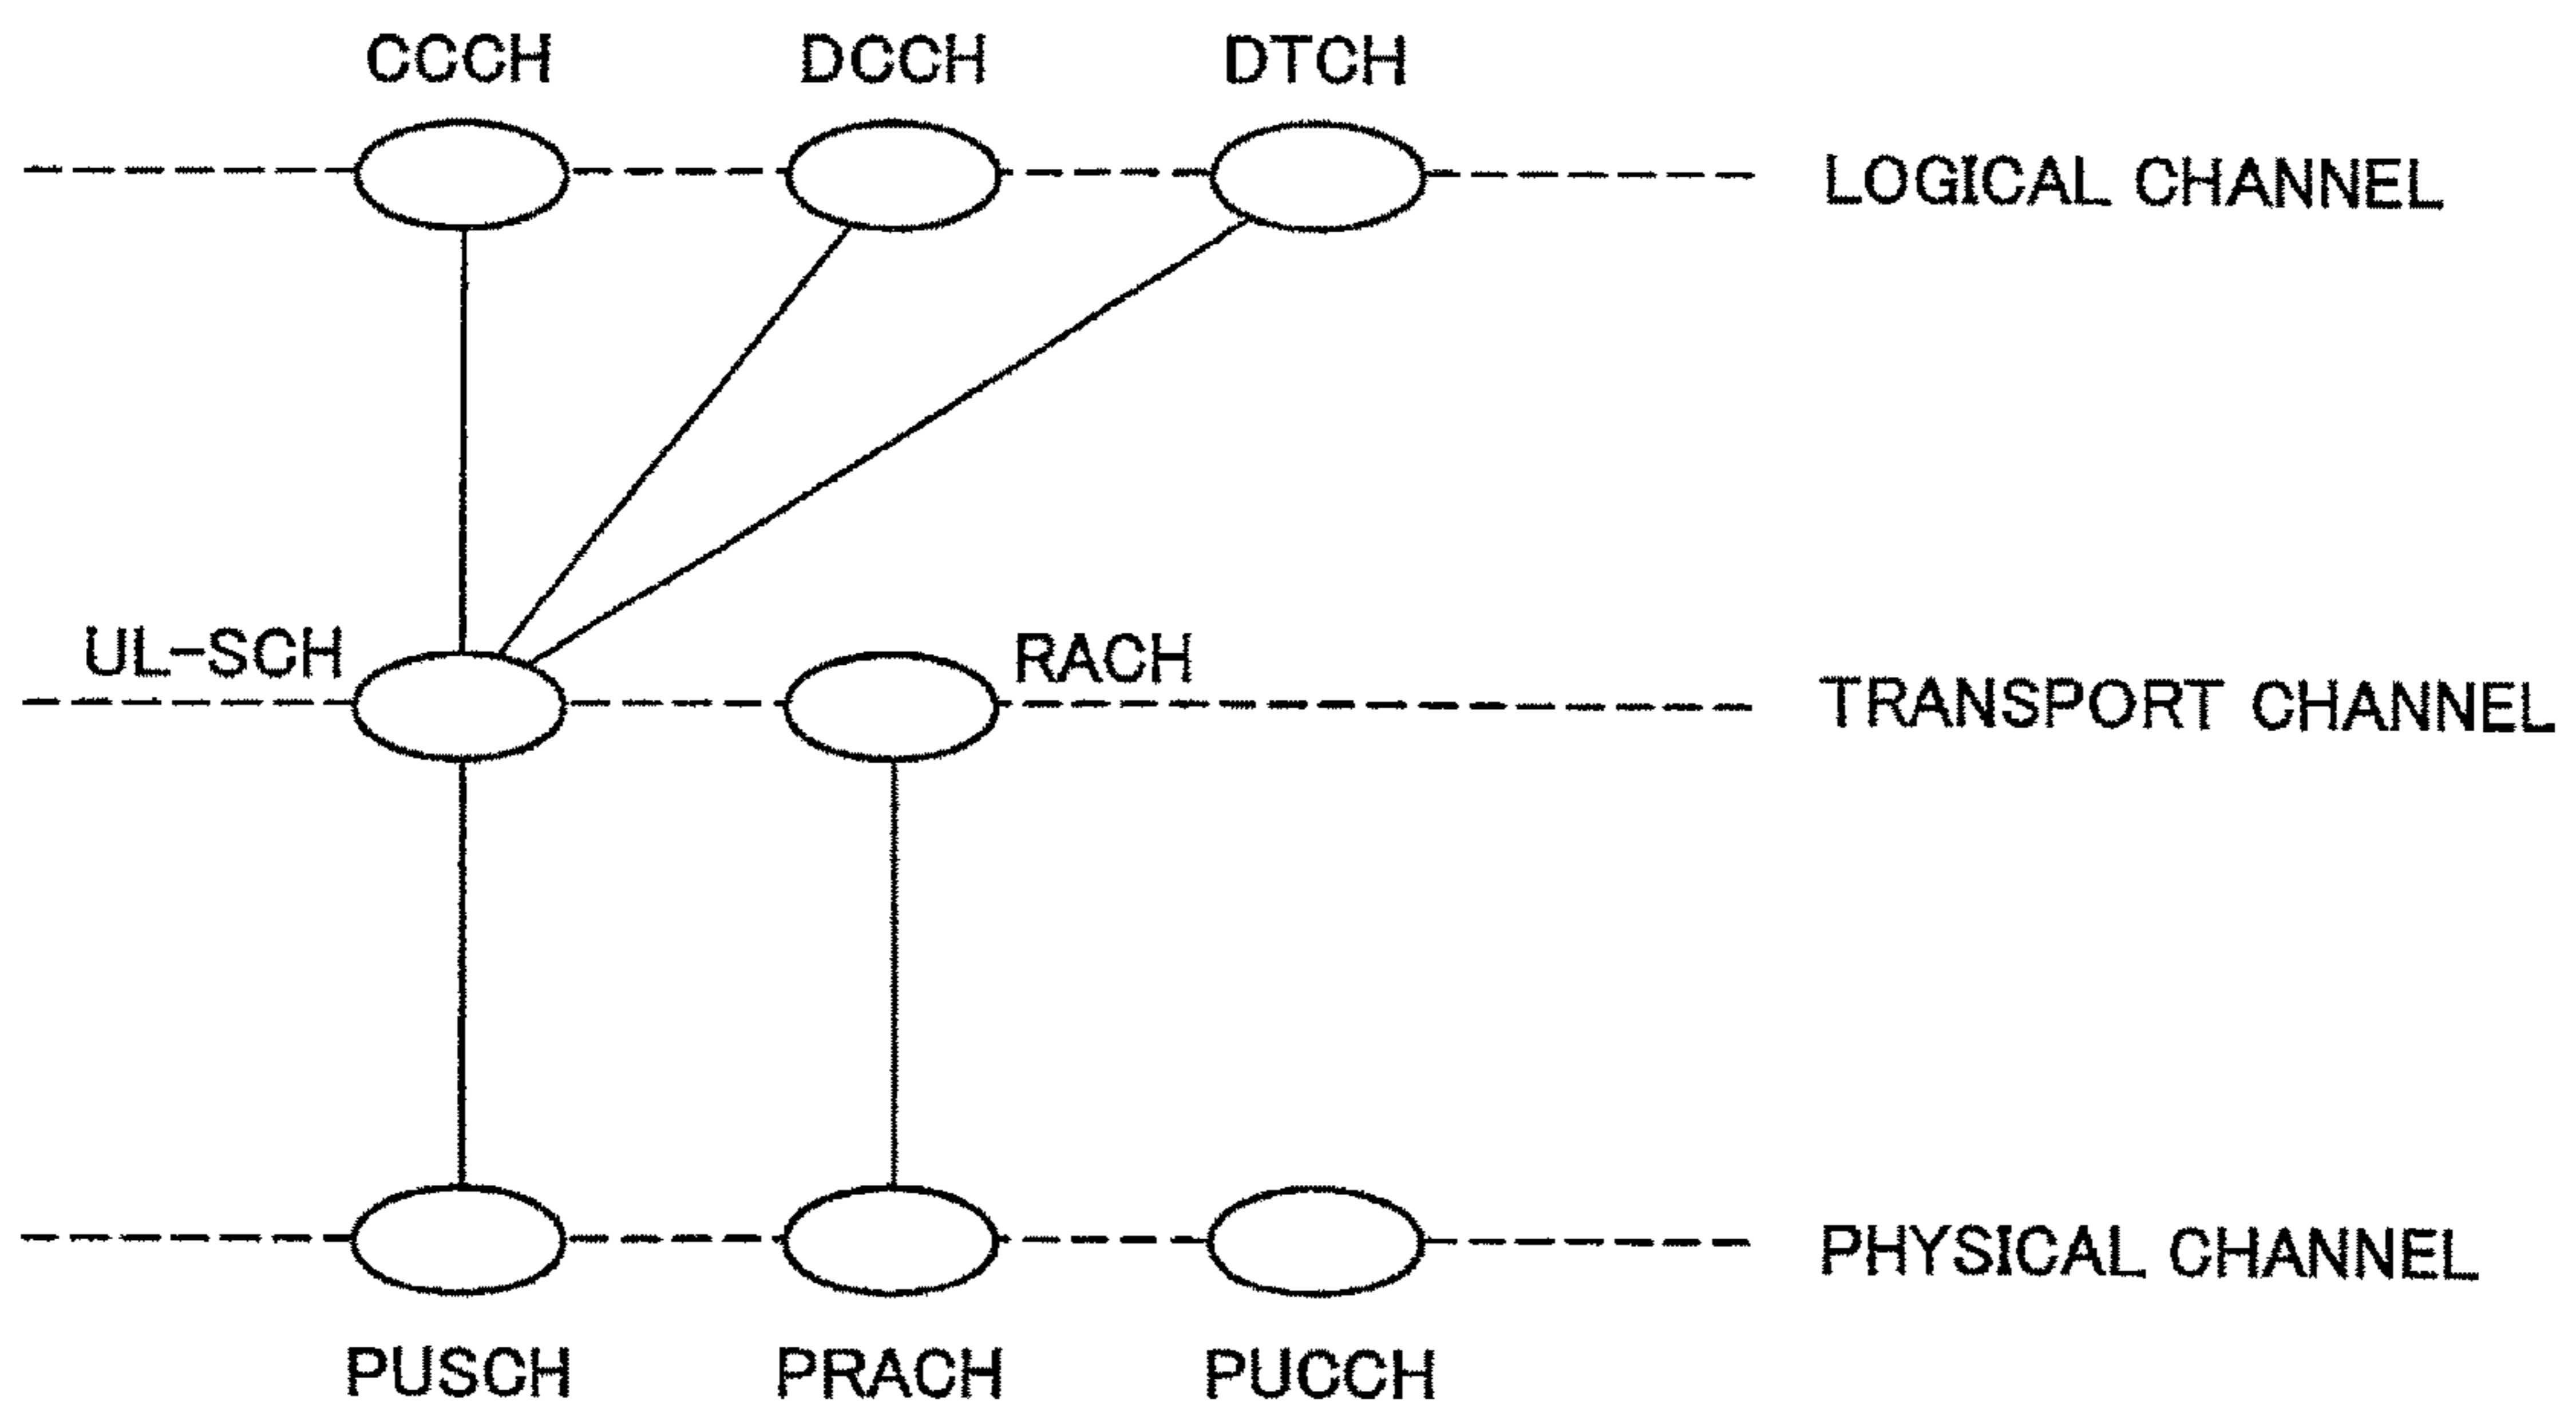 CCCH DCCH DTCH
LOGICAL CHANNEL
UL-SCH RACH
TRANSPORT CHANNEL
PHYSICAL CHANNEL
PUSCH PRACH PUCCH